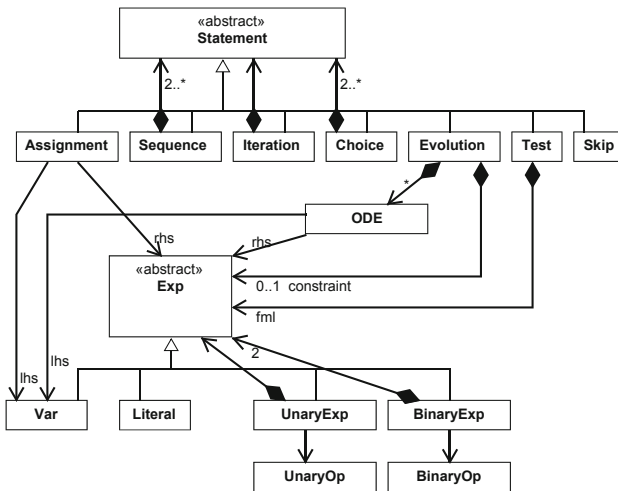 «abstract»
Statement
2..*
2..*
Assignment
Sequence
Iteration
Choice
Evolution
Test
Skip
*
ODE
rhs
rhs
«abstract»
Exp
0..1 constraint
fml
2
lhs
lhs
Var
Literal
UnaryExp
BinaryExp
UnaryOp
BinaryOp